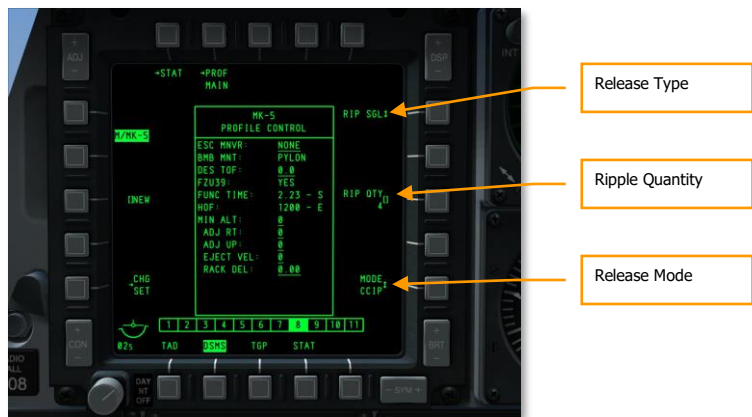 ADJ
DSP
INT
→STAT →PROF
MAIN
MK-5
PROFILE CONTROL
RIP SGL↕
M/MK-5
ESC MNVR: NONE
BMB MNT: PYLON
DES TOF: 0.0
FZU39: YES
FUNC TIME: 2.23 - S
HOF: 1200 - E
MIN ALT: 0
ADJ RT: 0
ADJ UP: 0
EJECT VEL: 0
RACK DEL: 0.00
[]NEW
RIP QTY
4[]
→CHG
SET
MODE
CCIP↕
1 2 3 4 5 6 7 8 9 10 11
02s TAD DSMS TGP STAT
CON
BRT
DAY
NT
OFF
- SYM +
DIO
ALL
08
Release Type
Ripple Quantity
Release Mode